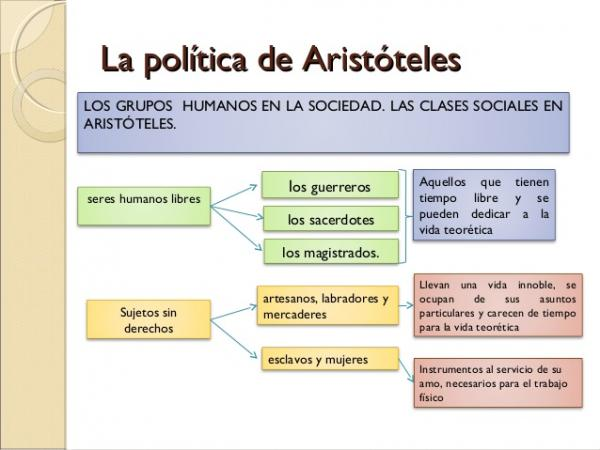 La política de Aristóteles
LOS GRUPOS HUMANOS EN LA SOCIEDAD. LAS CLASES SOCIALES EN
ARISTÓTELES.
seres humanos libres
los guerreros
los sacerdotes
los magistrados.
Aquellos que tienen
tiempo libre y se
pueden dedicar a la
vida teorética
Sujetos sin
derechos
artesanos, labradores y
mercaderes
esclavos y mujeres
Llevan una vida innoble, se
ocupan de sus asuntos
particulares y carecen de tiempo
para la vida teorética
Instrumentos al servicio de su
amo, necesarios para el trabajo
físico